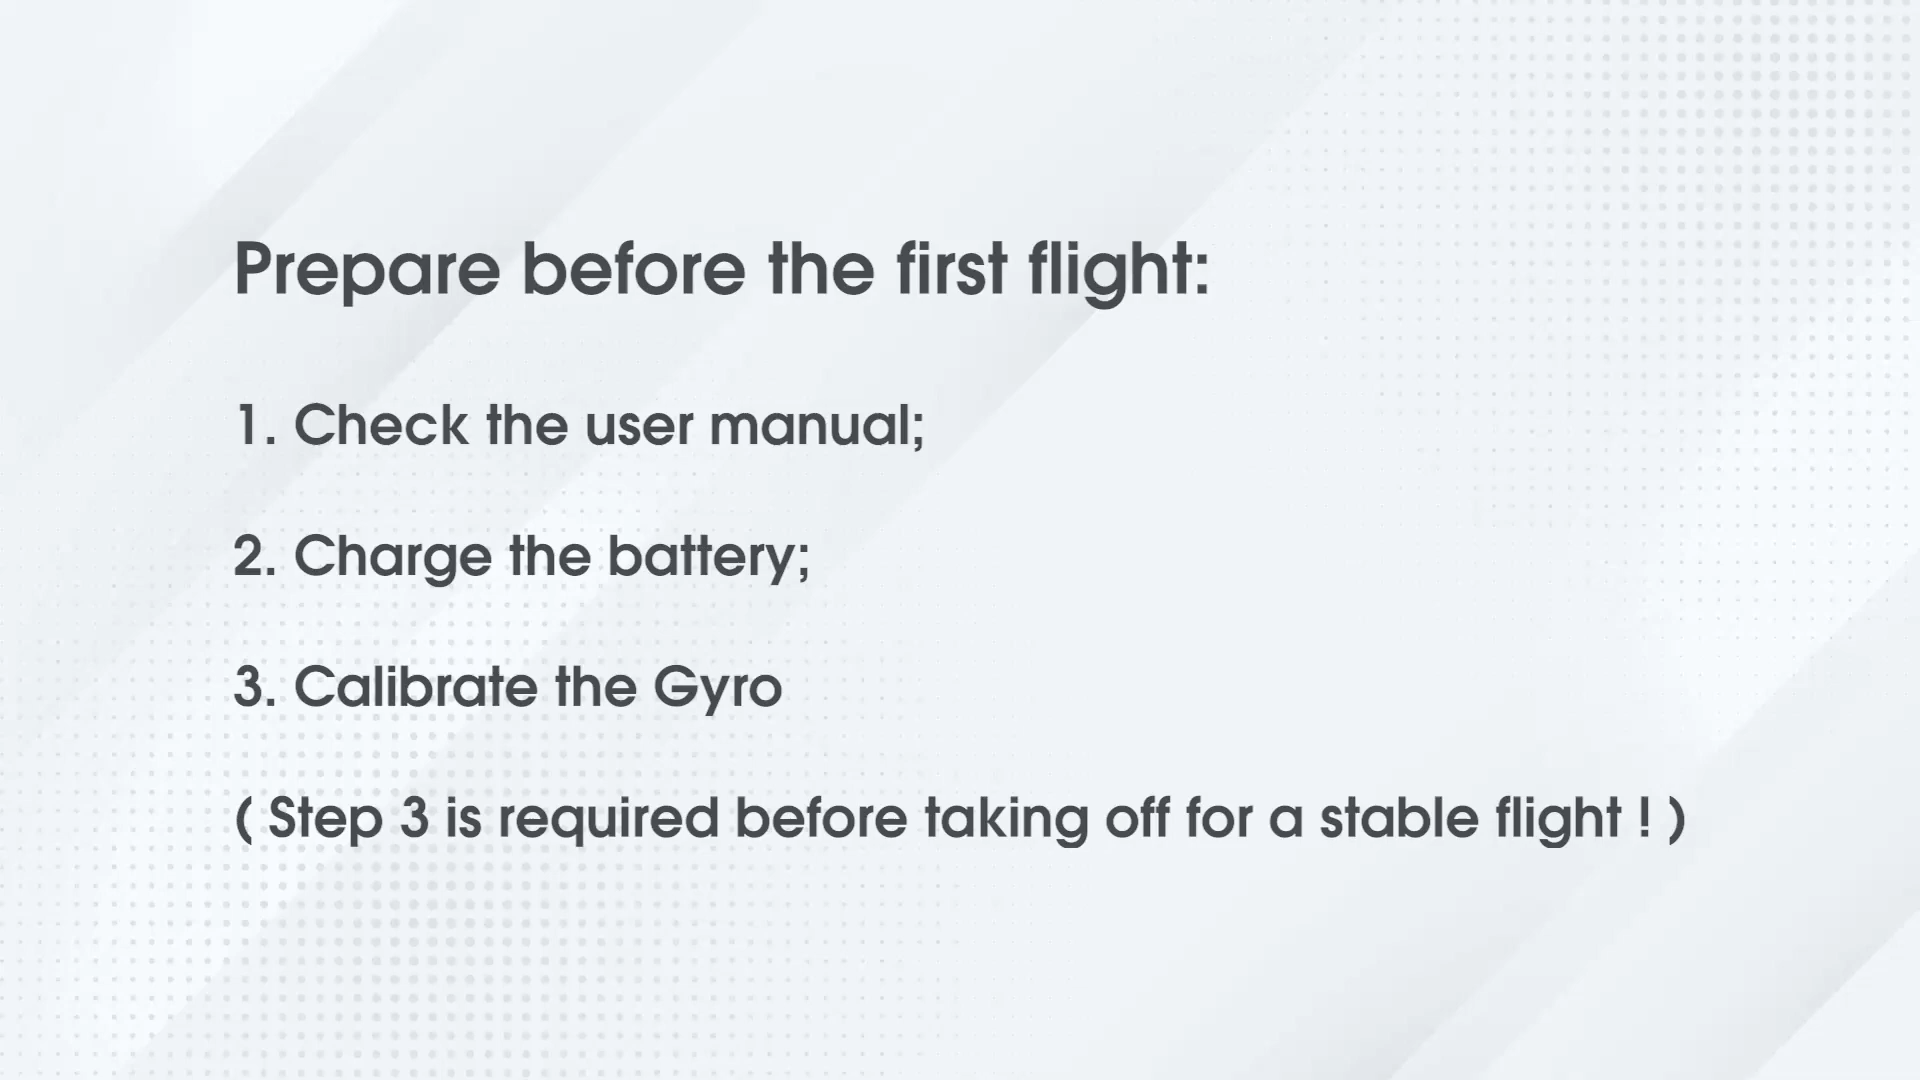 Prepare before the first flight:
1. Check the user manual;
2. Charge the battery;
3. Calibrate the Gyro
( Step 3 is required before taking off for a stable flight ! )